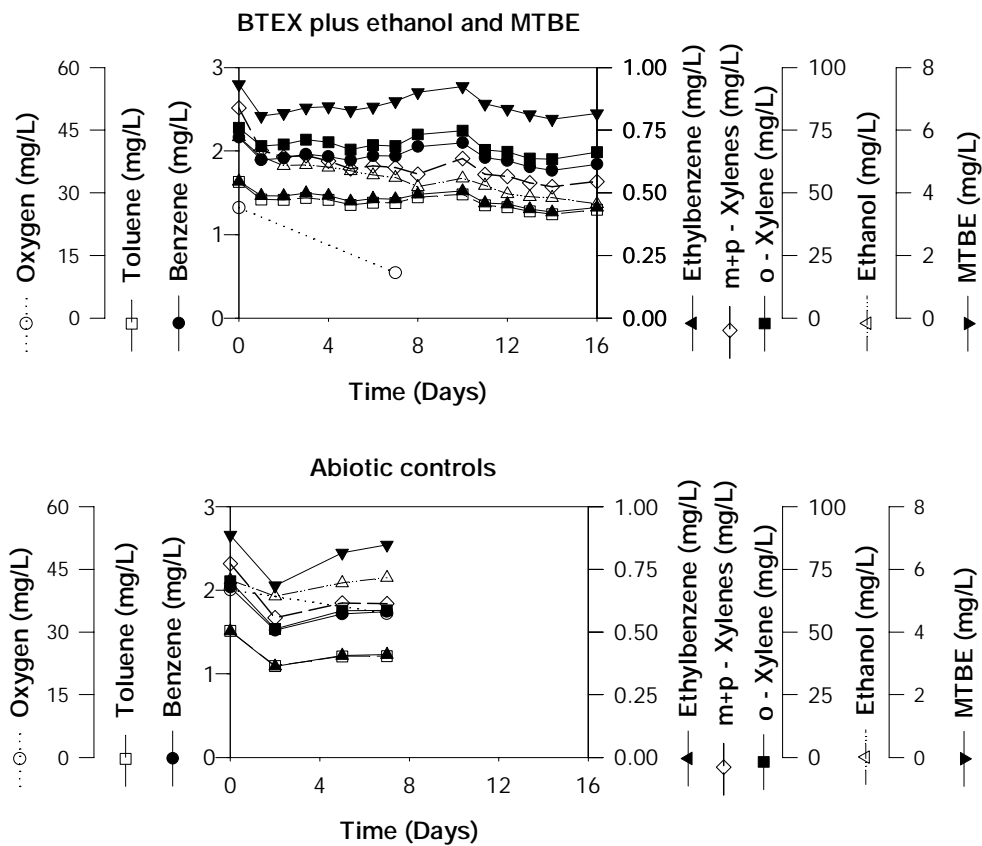 BTEX plus ethanol and MTBE
Oxygen (mg/L)
60
45
30
15
0
Toluene (mg/L)
Benzene (mg/L)
3
2
1
0
0
4
8
12
16
Time (Days)
1.00
0.75
0.50
0.25
0.00
Ethylbenzene (mg/L)
m+p - Xylenes (mg/L)
o - Xylene (mg/L)
100
75
50
25
0
Ethanol (mg/L)
8
6
4
2
0
MTBE (mg/L)
Abiotic controls
Oxygen (mg/L)
60
45
30
15
0
Toluene (mg/L)
Benzene (mg/L)
3
2
1
0
0
4
8
12
16
Time (Days)
1.00
0.75
0.50
0.25
0.00
Ethylbenzene (mg/L)
m+p - Xylenes (mg/L)
o - Xylene (mg/L)
100
75
50
25
0
Ethanol (mg/L)
8
6
4
2
0
MTBE (mg/L)